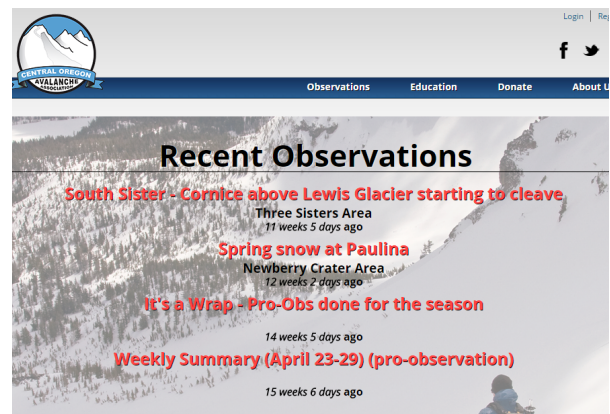 Login
CENTRAL OREGON
AVALANCHE
ASSOCIATION
Observations Education Donate About
Recent Observations
South Sister - Cornice above Lewis Glacier starting to cleave
Three Sisters Area
11 weeks 5 days ago
Spring snow at Paulina
Newberry Crater Area
12 weeks 2 days ago
It's a Wrap - Pro-Obs done for the season
14 weeks 5 days ago
Weekly Summary (April 23-29) (pro-observation)
15 weeks 6 days ago